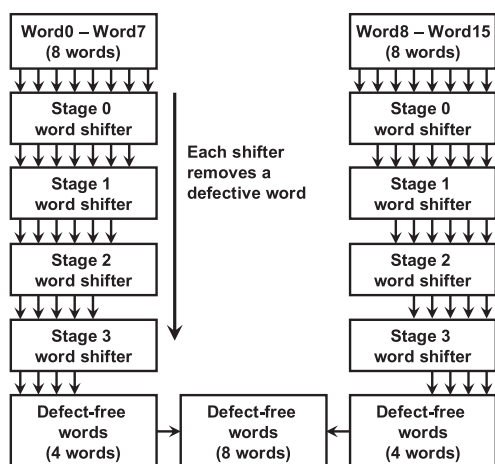 Word0 – Word7
(8 words)
Stage 0
word shifter
Stage 1
word shifter
Stage 2
word shifter
Stage 3
word shifter
Defect-free
words
(4 words)
Each shifter
removes a
defective word
Defect-free
words
(8 words)
Word8 – Word15
(8 words)
Stage 0
word shifter
Stage 1
word shifter
Stage 2
word shifter
Stage 3
word shifter
Defect-free
words
(4 words)